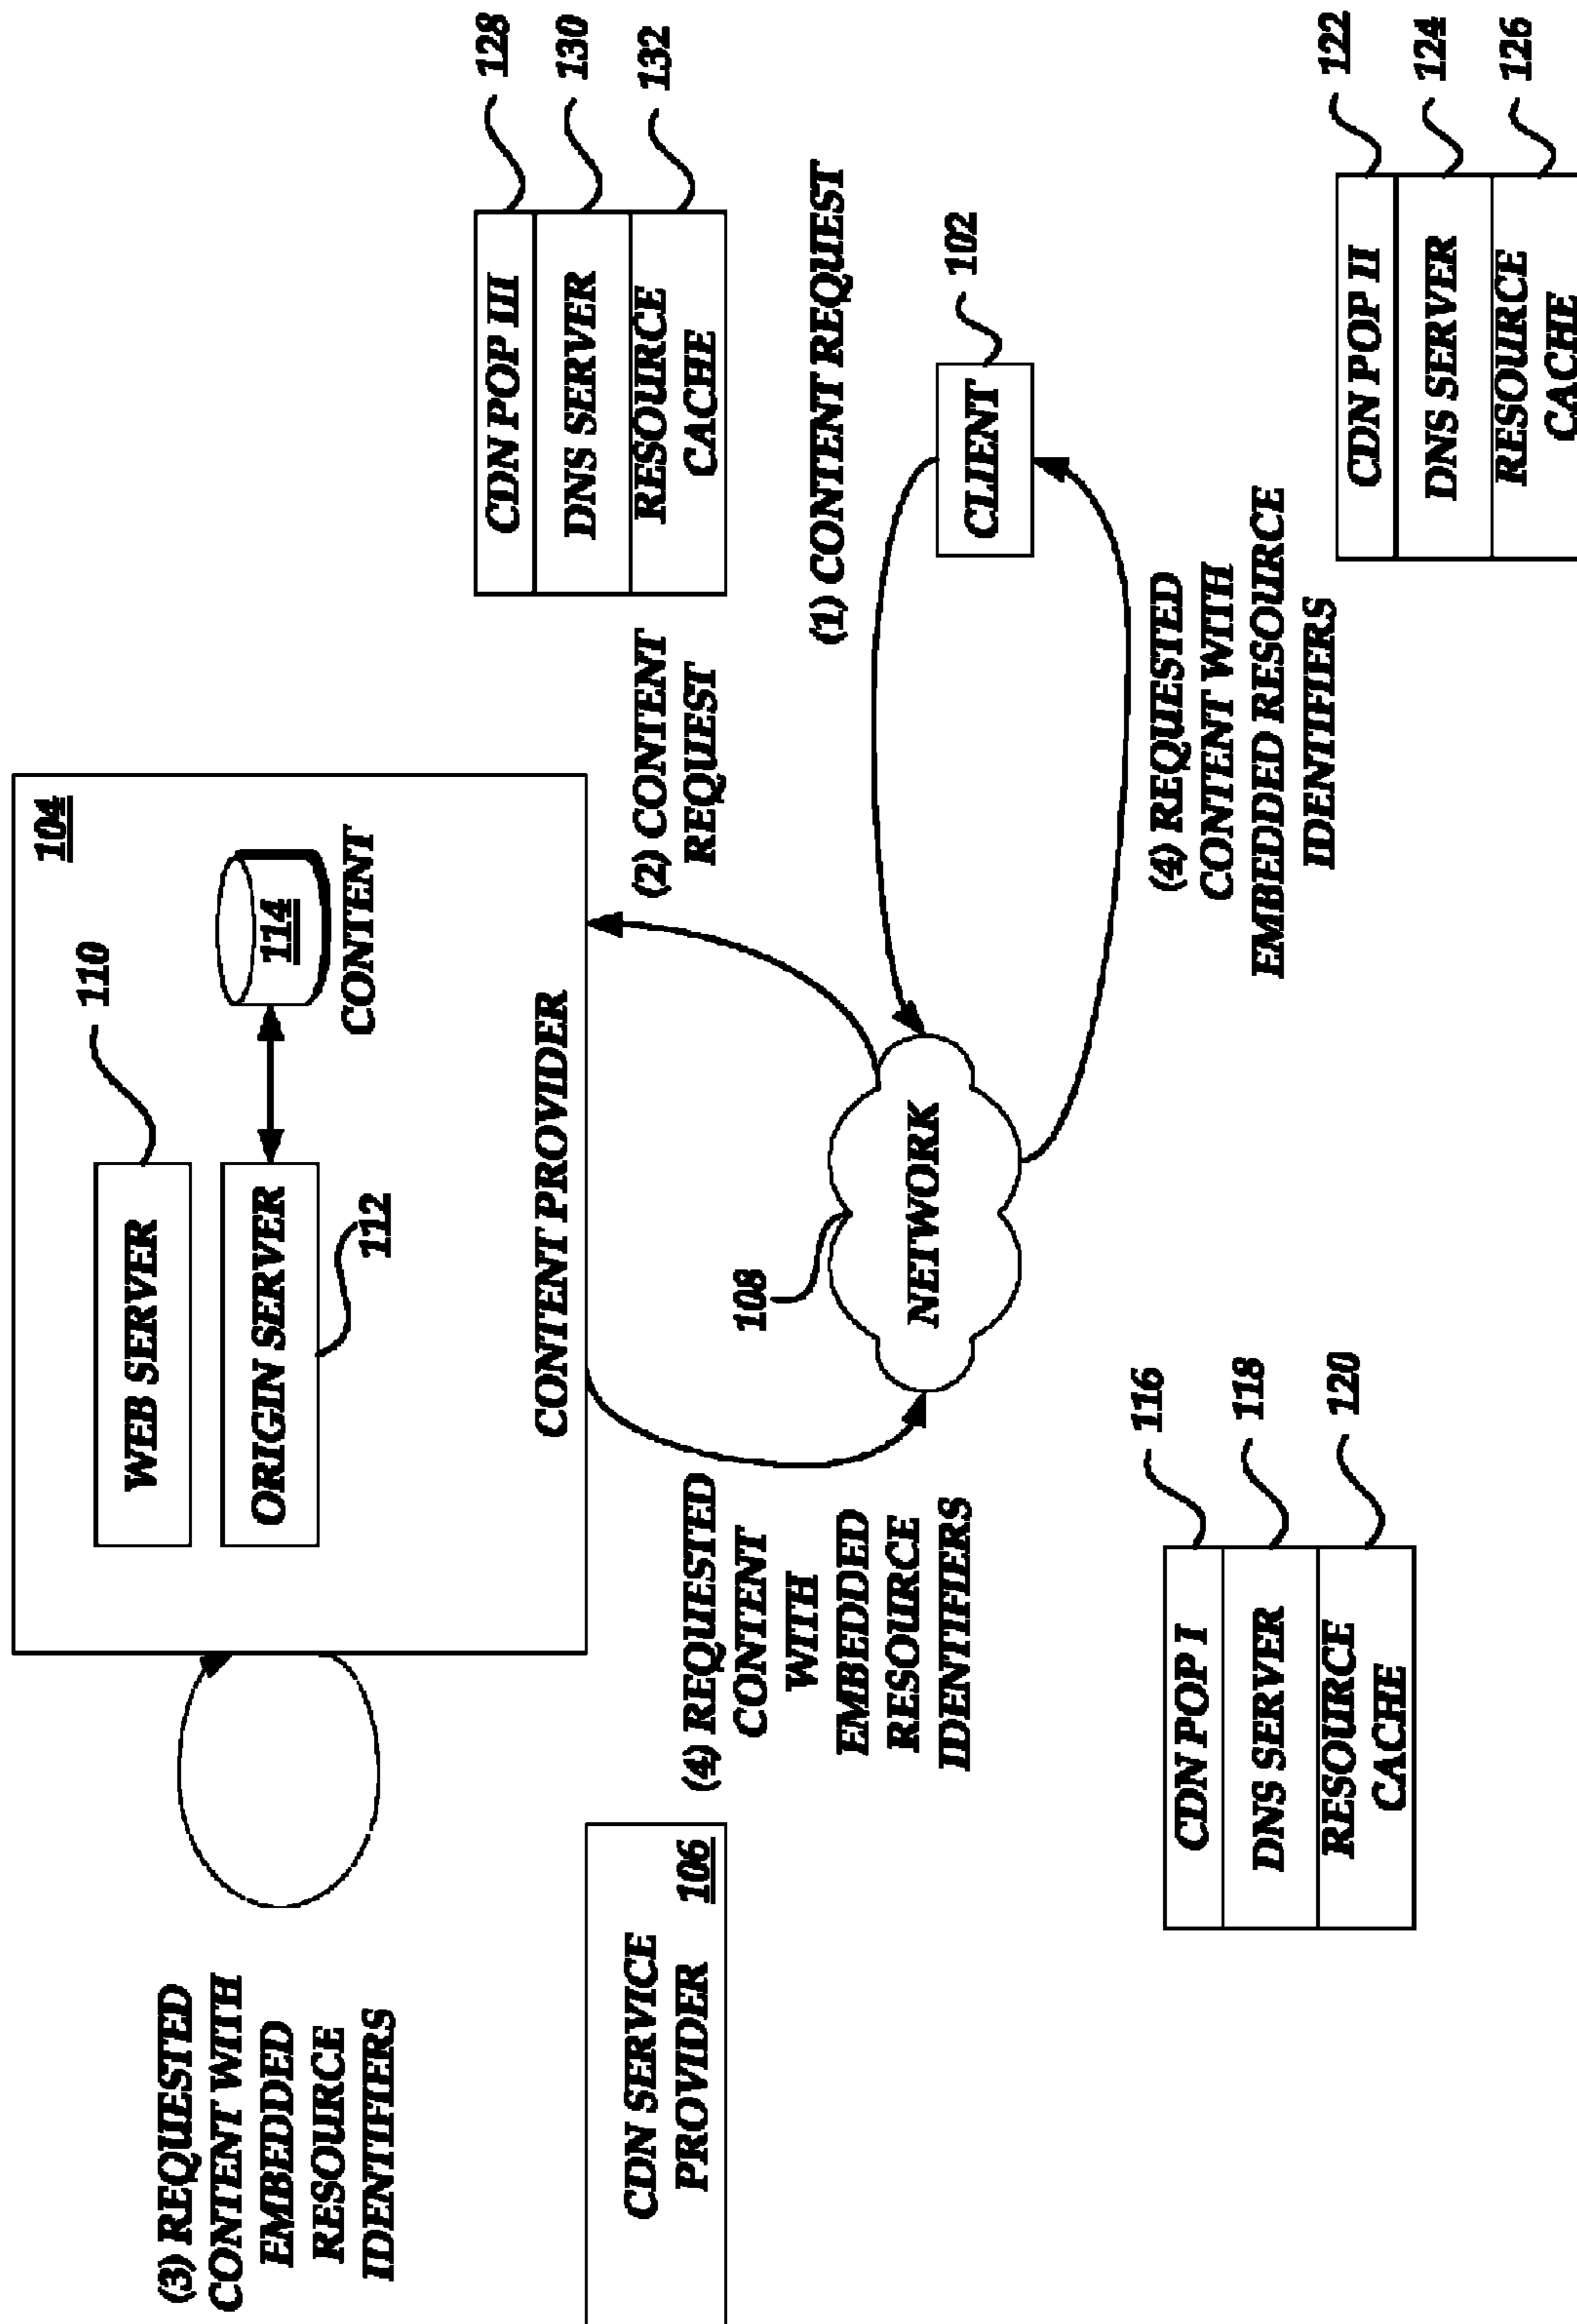 (3) REQUESTED
CONTENT WITH
EMBEDDED
RESOURCE
IDENTIFIERS
104
WEB SERVER
110
ORIGIN SERVER
112
114
CONTENT
CONTENT PROVIDER
CDN SERVICE
PROVIDER
106
(4) REQUESTED
CONTENT
WITH
EMBEDDED
RESOURCE
IDENTIFIERS
(2) CONTENT
REQUEST
CDN POP III
128
DNS SERVER
130
RESOURCE
CACHE
132
108
NETWORK
(1) CONTENT REQUEST
CLIENT
102
(4) REQUESTED
CONTENT WITH
EMBEDDED RESOURCE
IDENTIFIERS
CDN POP I
116
DNS SERVER
118
RESOURCE
CACHE
120
CDN POP II
122
DNS SERVER
124
RESOURCE
CACHE
126